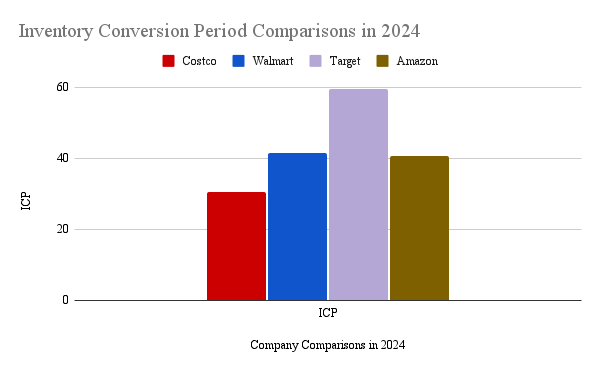 Inventory Conversion Period Comparisons in 2024
Costco Walmart Target Amazon
60
40
20
0
ICP
ICP
Company Comparisons in 2024